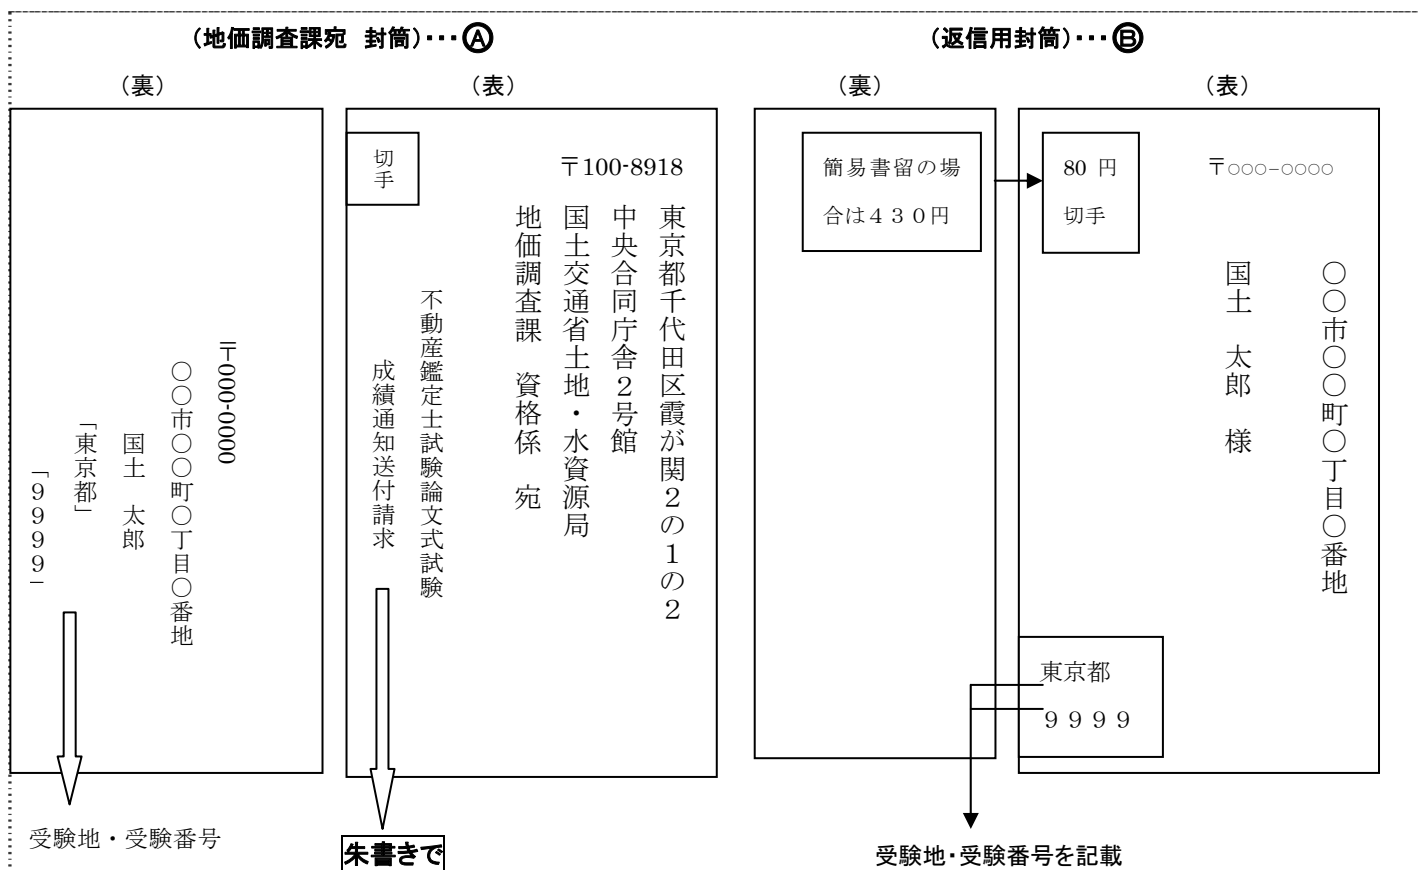 （地価調査課宛　封筒）･･･Ⓐ
（裏）
〒000-0000
○○市○○町○丁目○番地
国土　太郎
「東京都」
「９９９９」
受験地・受験番号
（表）
切手
〒100-8918
東京都千代田区霞が関２の１の２
中央合同庁舎２号館
国土交通省土地・水資源局
地価調査課　資格係　宛
不動産鑑定士試験論文式試験
成績通知送付請求
朱書きで
（返信用封筒）･･･Ⓑ
（裏）
簡易書留の場
合は４３０円
（表）
80 円
切手
〒○○○−○○○○
○○市○○町○丁目○番地
国土　太郎　様
東京都
９９９９
受験地･受験番号を記載